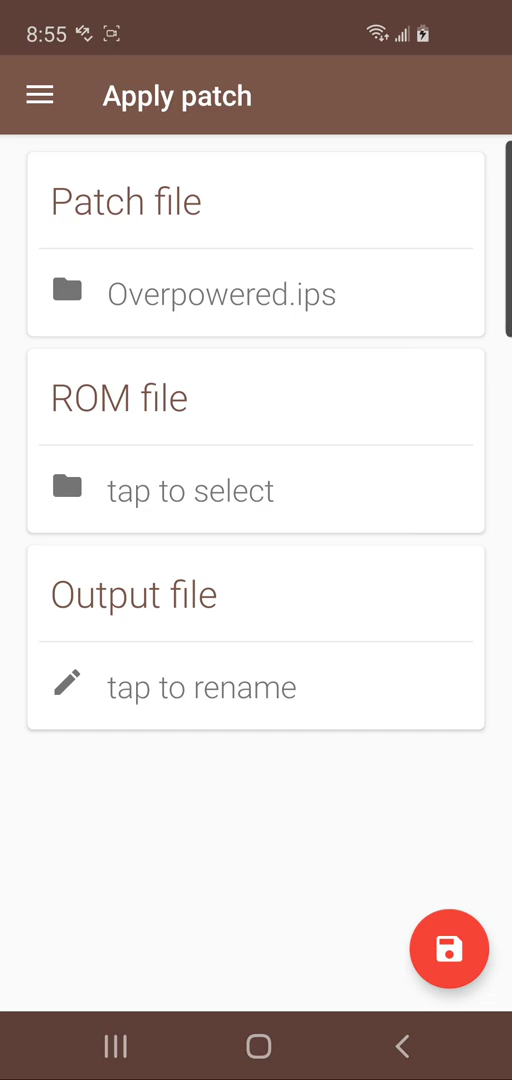 8:55
Apply patch
Patch file
Overpowered.ips
ROM file
tap to select
Output file
tap to rename